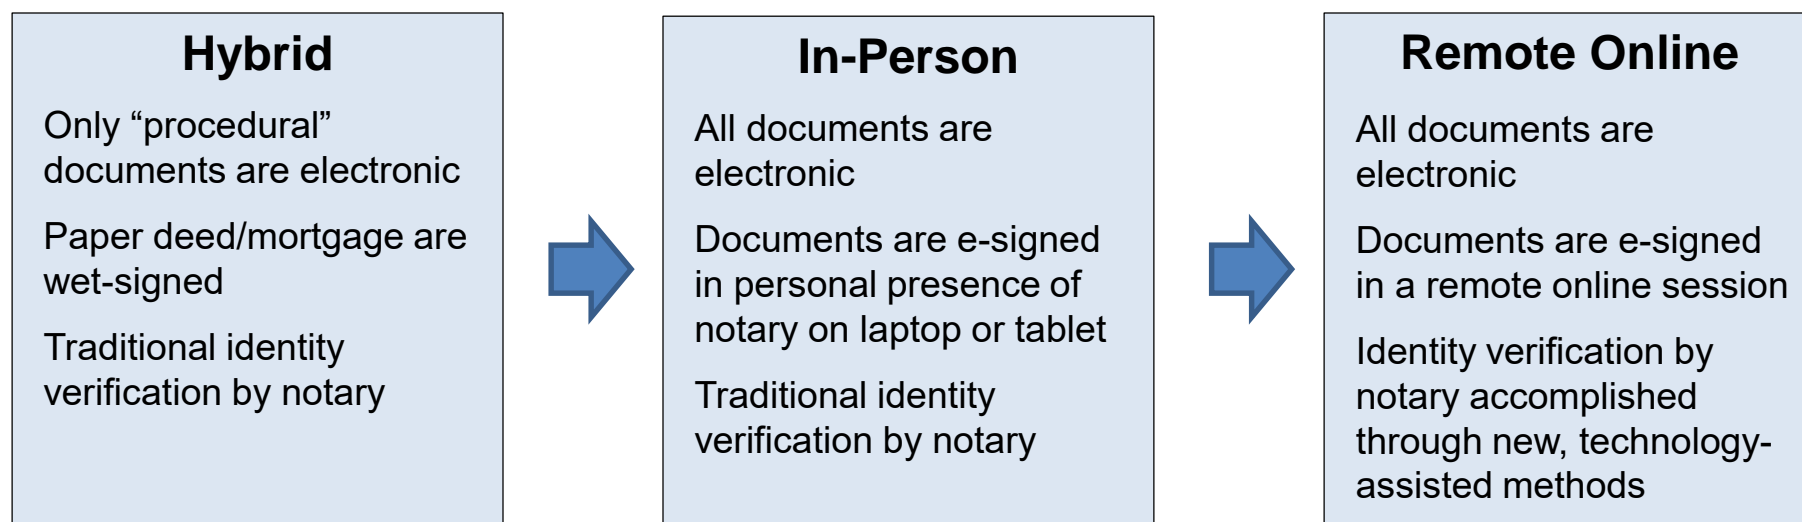 Hybrid
Only “procedural”
documents are electronic
Paper deed/mortgage are
wet-signed
Traditional identity
verification by notary
In-Person
All documents are
electronic
Documents are e-signed
in personal presence of
notary on laptop or tablet
Traditional identity
verification by notary
Remote Online
All documents are
electronic
Documents are e-signed
in a remote online session
Identity verification by
notary accomplished
through new, technology-
assisted methods